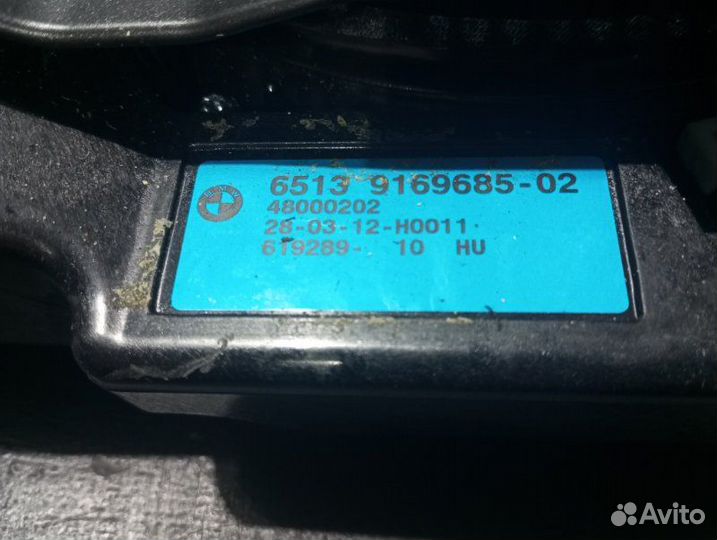 6513 9169685-02
48000202
28-03-12-H0011
619289- 10 HU
Avito